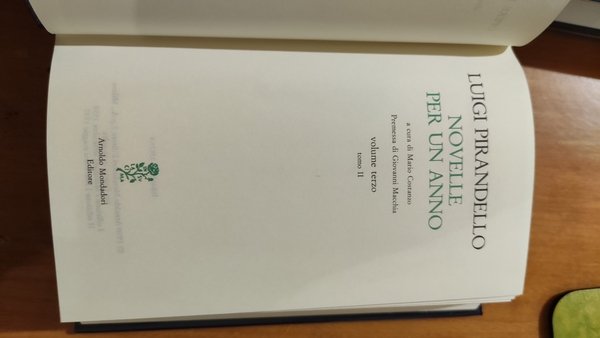 LUIGI PIRANDELLO
NOVELLE
PER UN ANNO
a cura di Mario Costanzo
Premessa di Giovanni Macchia
volume terzo
tomo II
Arnoldo Mondadori
Editore